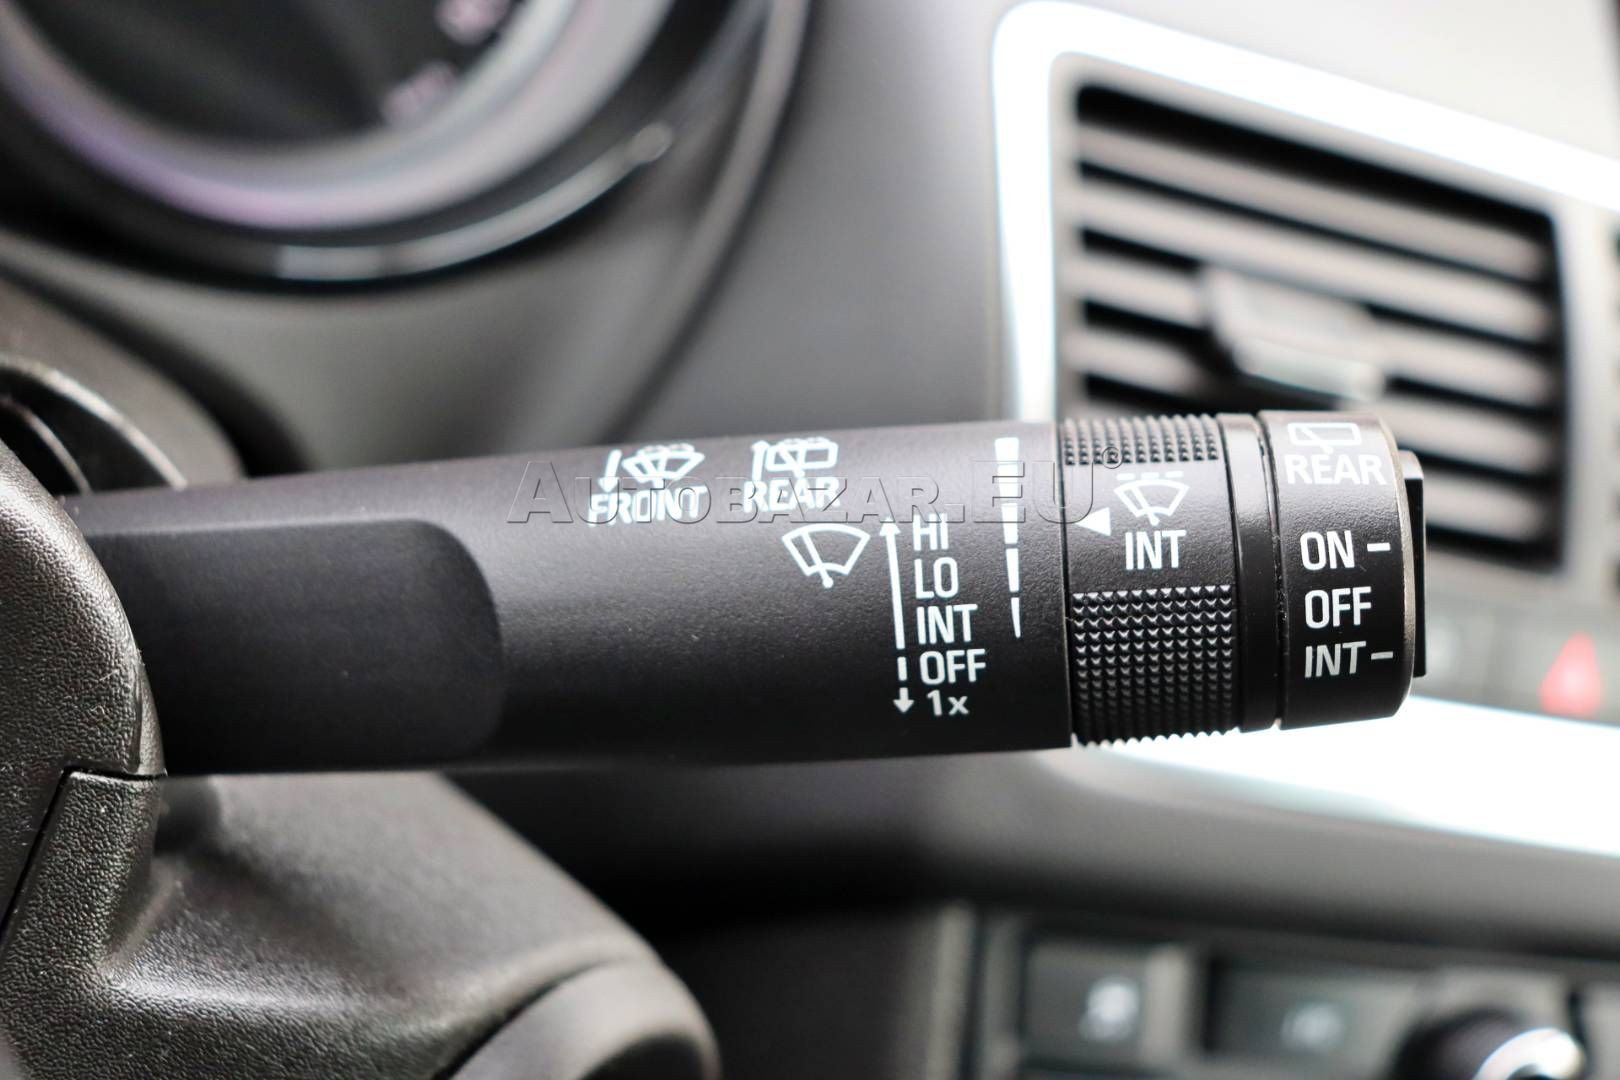 FRONT
REAR
AUTOBAZAR.EU®
HI
LO
INT
OFF
1x
INT
REAR
ON -
OFF
INT -